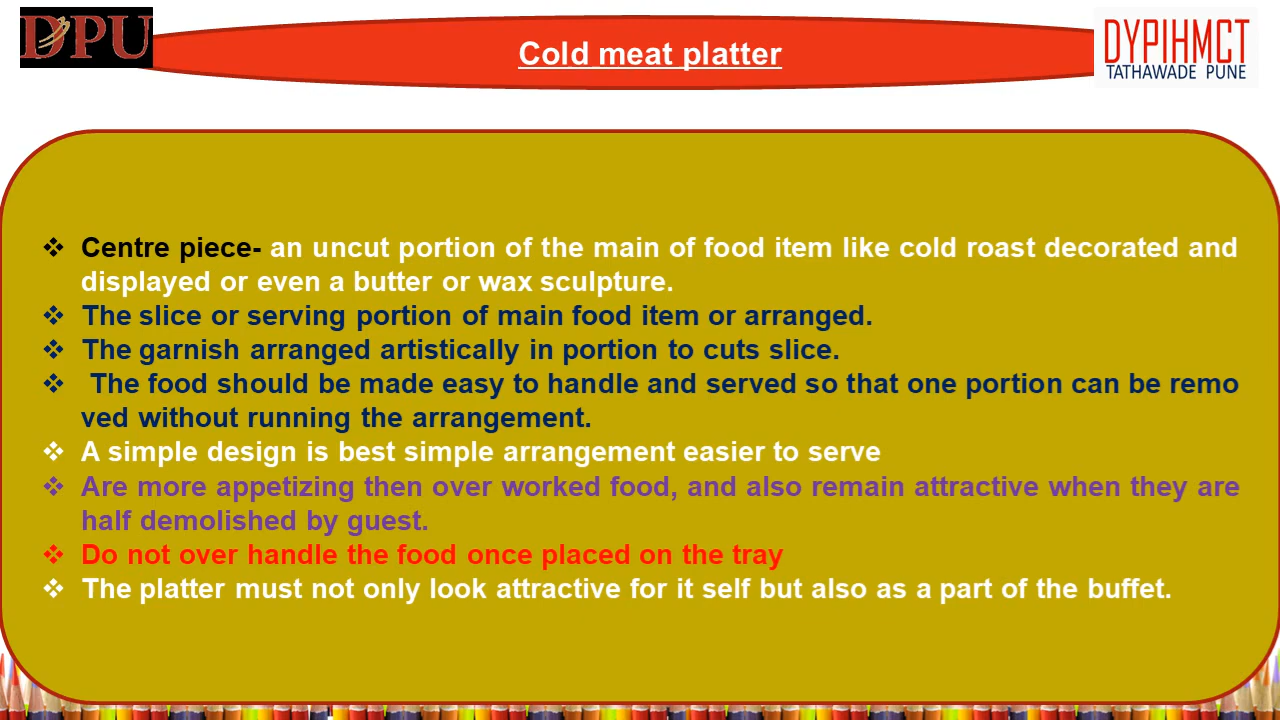 DPU
Cold meat platter
DYPIHMCT
TATHAWADE PUNE
❖ Centre piece- an uncut portion of the main of food item like cold roast decorated and
displayed or even a butter or wax sculpture.
❖ The slice or serving portion of main food item or arranged.
❖ The garnish arranged artistically in portion to cuts slice.
❖ The food should be made easy to handle and served so that one portion can be remo
ved without running the arrangement.
❖ A simple design is best simple arrangement easier to serve
❖ Are more appetizing then over worked food, and also remain attractive when they are
half demolished by guest.
❖ Do not over handle the food once placed on the tray
❖ The platter must not only look attractive for it self but also as a part of the buffet.